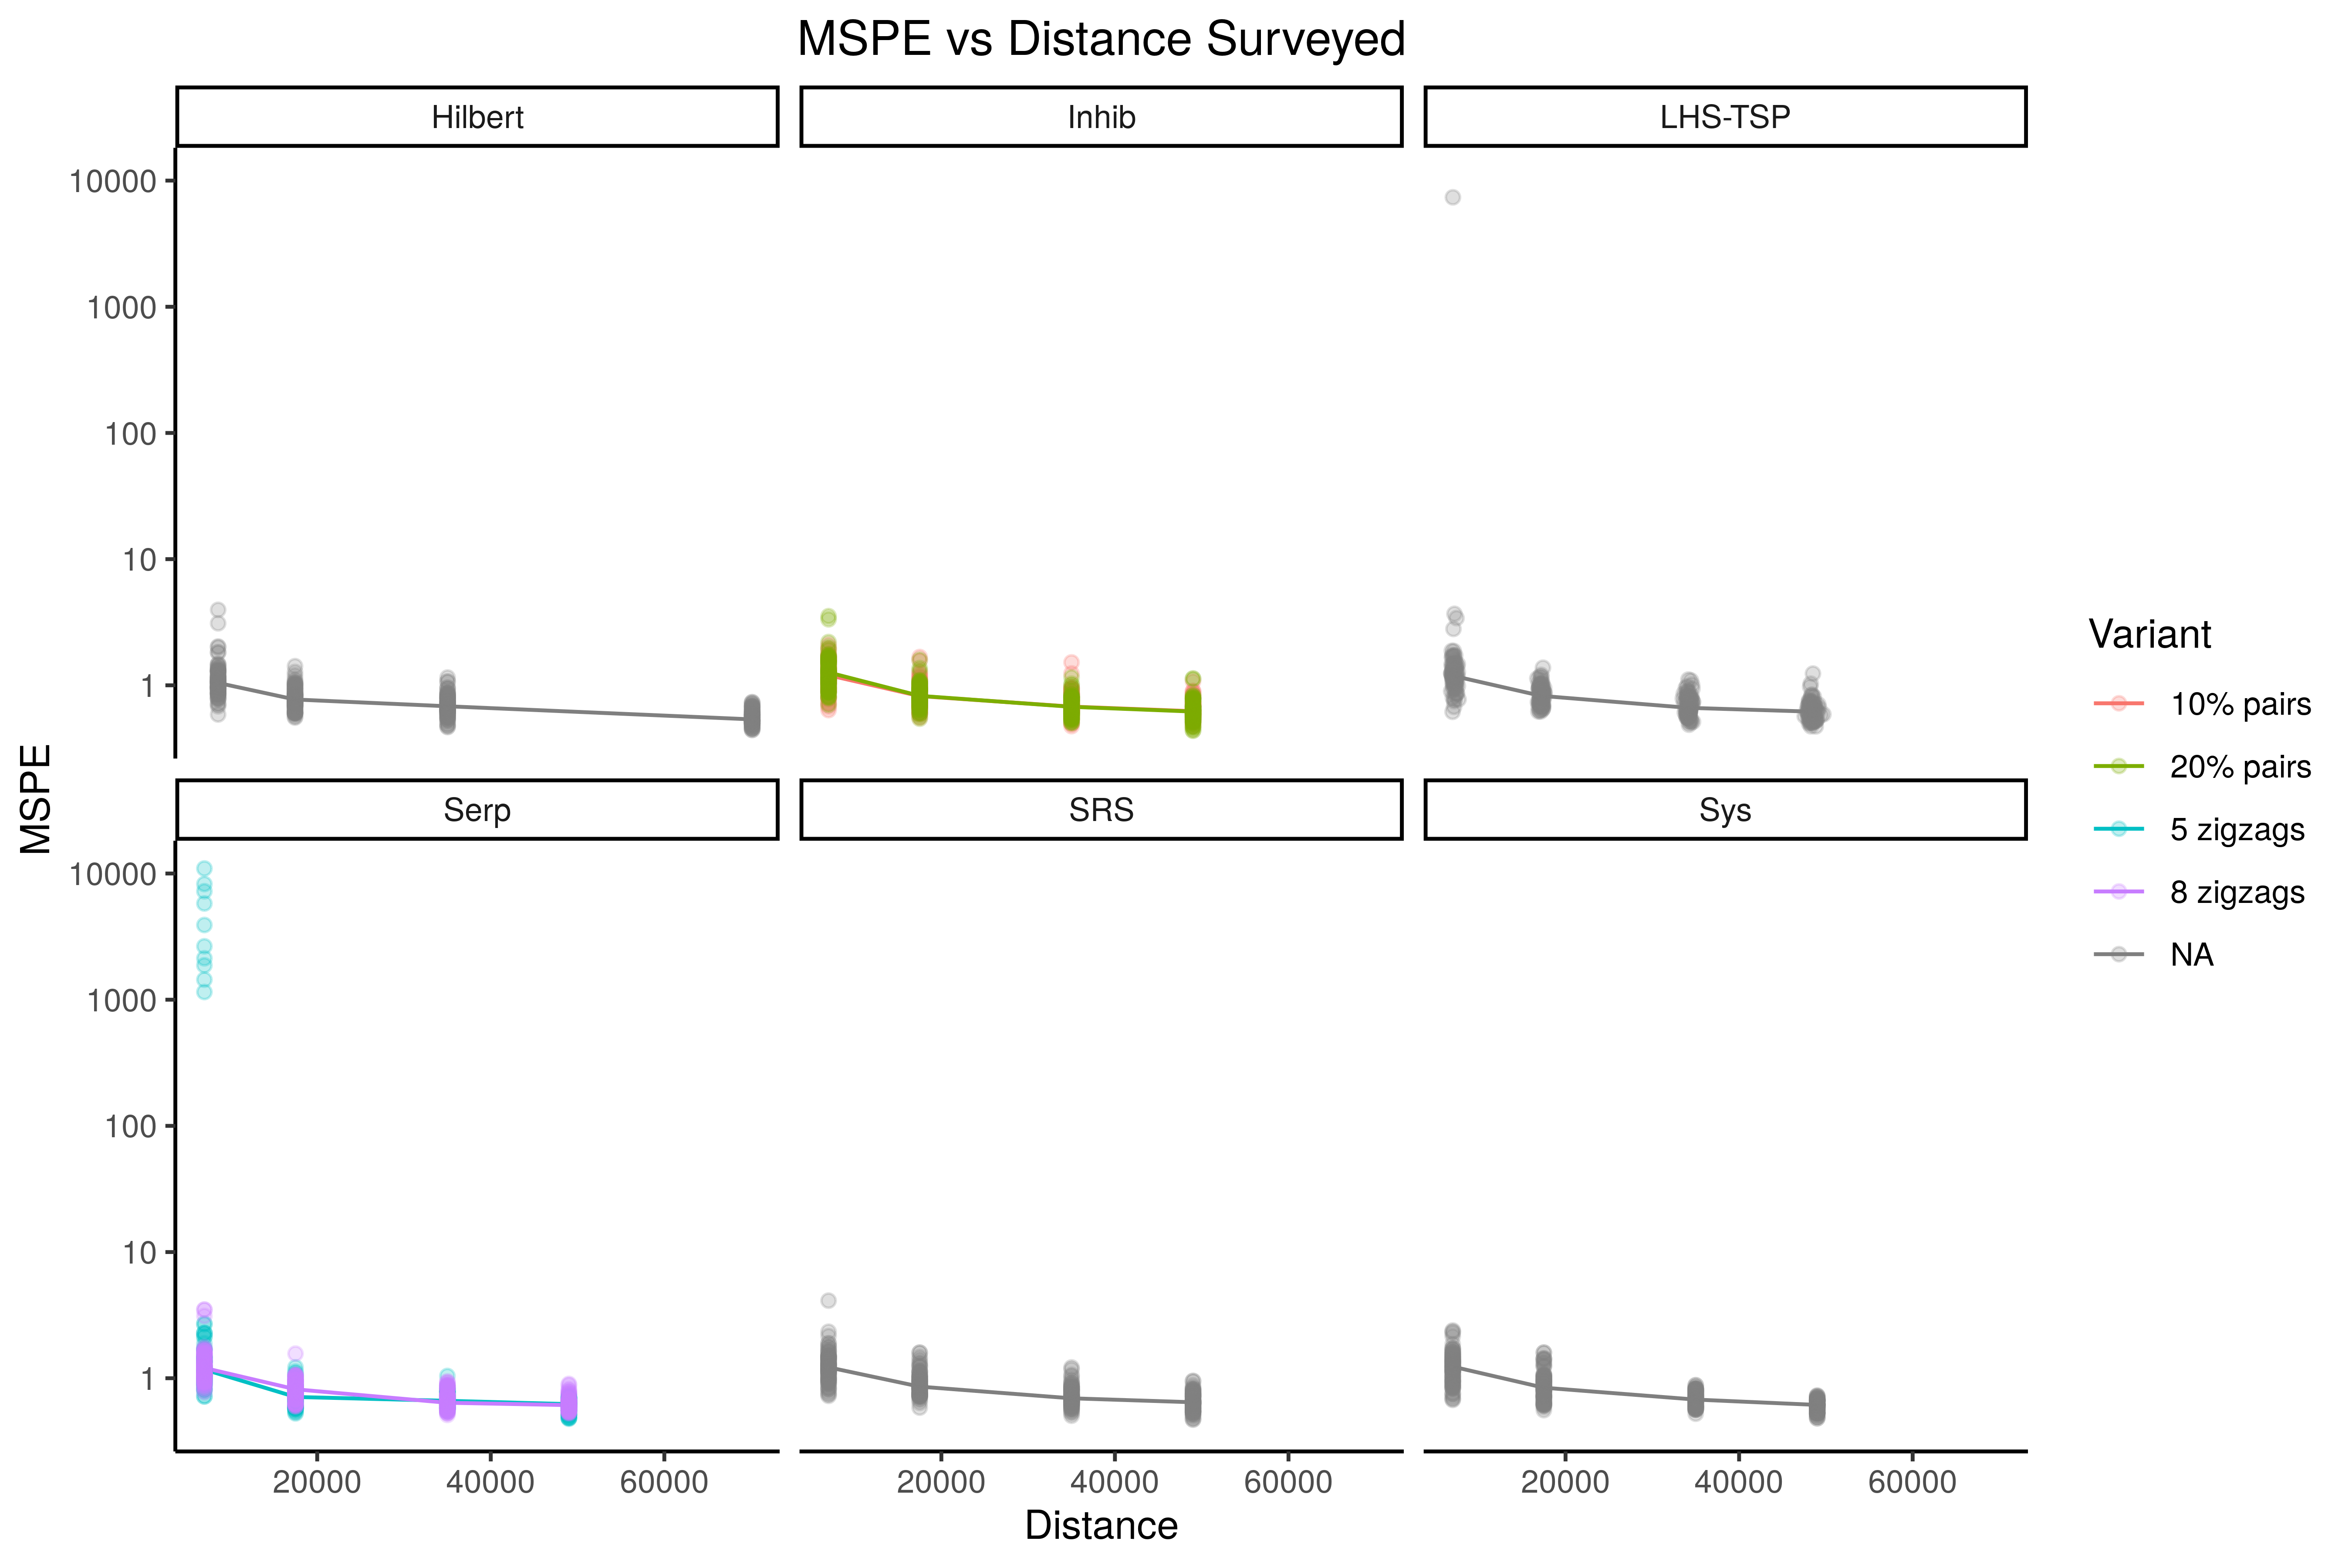 MSPE vs Distance Surveyed
Hilbert
Inhib
LHS-TSP
10000
1000
100
10
1
MSPE
Serp
SRS
Sys
10000
1000
100
10
1
20000
40000
60000
20000
40000
60000
20000
40000
60000
Distance
Variant
10% pairs
20% pairs
5 zigzags
8 zigzags
NA